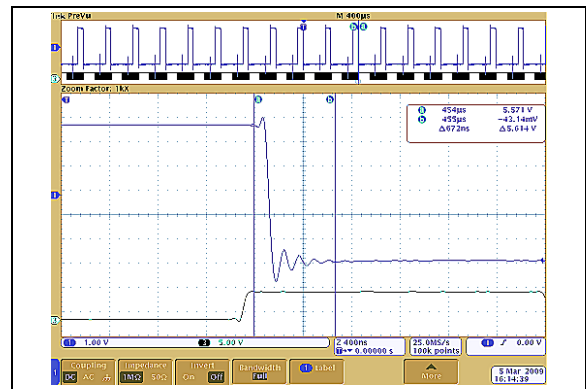 Tek PreVu
M 400µs
Zoom Factor: 1kX
a 454µs 5.571 V
b 455µs -43.14mV
Δ672ns Δ5.614 V
1 1.00 V
3 5.00 V
Z 400ns
0.00000 s
25.0MS/s
100k points
1 0.00 V
Coupling
DC AC
Impedance
1MΩ 50Ω
Invert
On Off
Bandwidth
Full
1 Label
More
5 Mar 2009
16:14:39